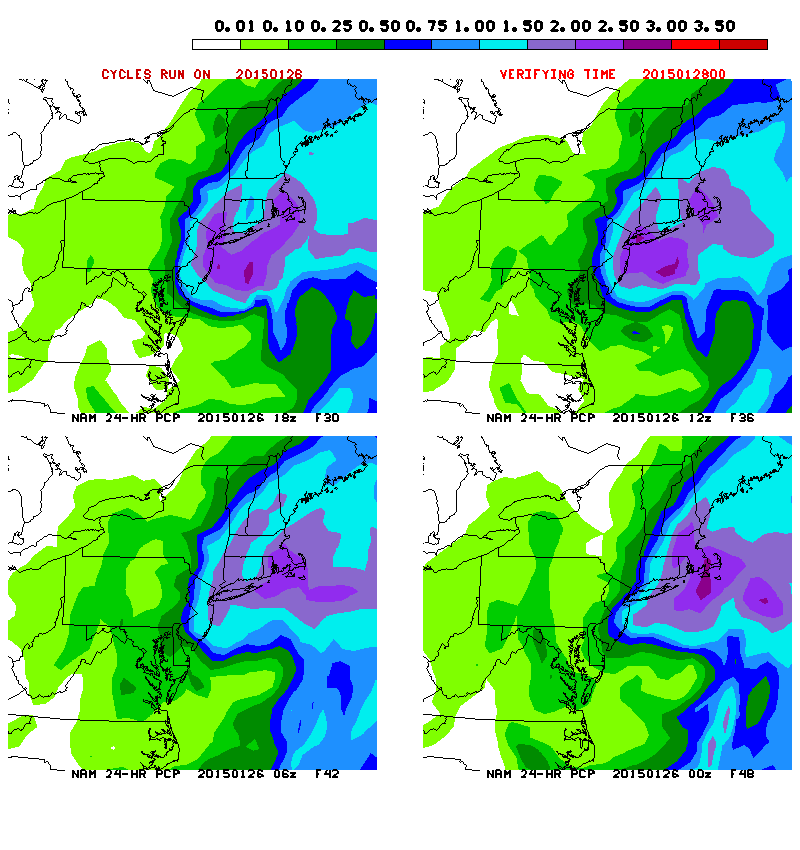 0.01 0.10 0.25 0.50 0.75 1.00 1.50 2.00 2.50 3.00 3.50
CYCLES RUN ON 20150126 VERIFYING TIME 2015012800
NAM 24-HR PCP 20150126 18z F30 NAM 24-HR PCP 20150126 12z F36
NAM 24-HR PCP 20150126 06z F42 NAM 24-HR PCP 20150126 00z F48